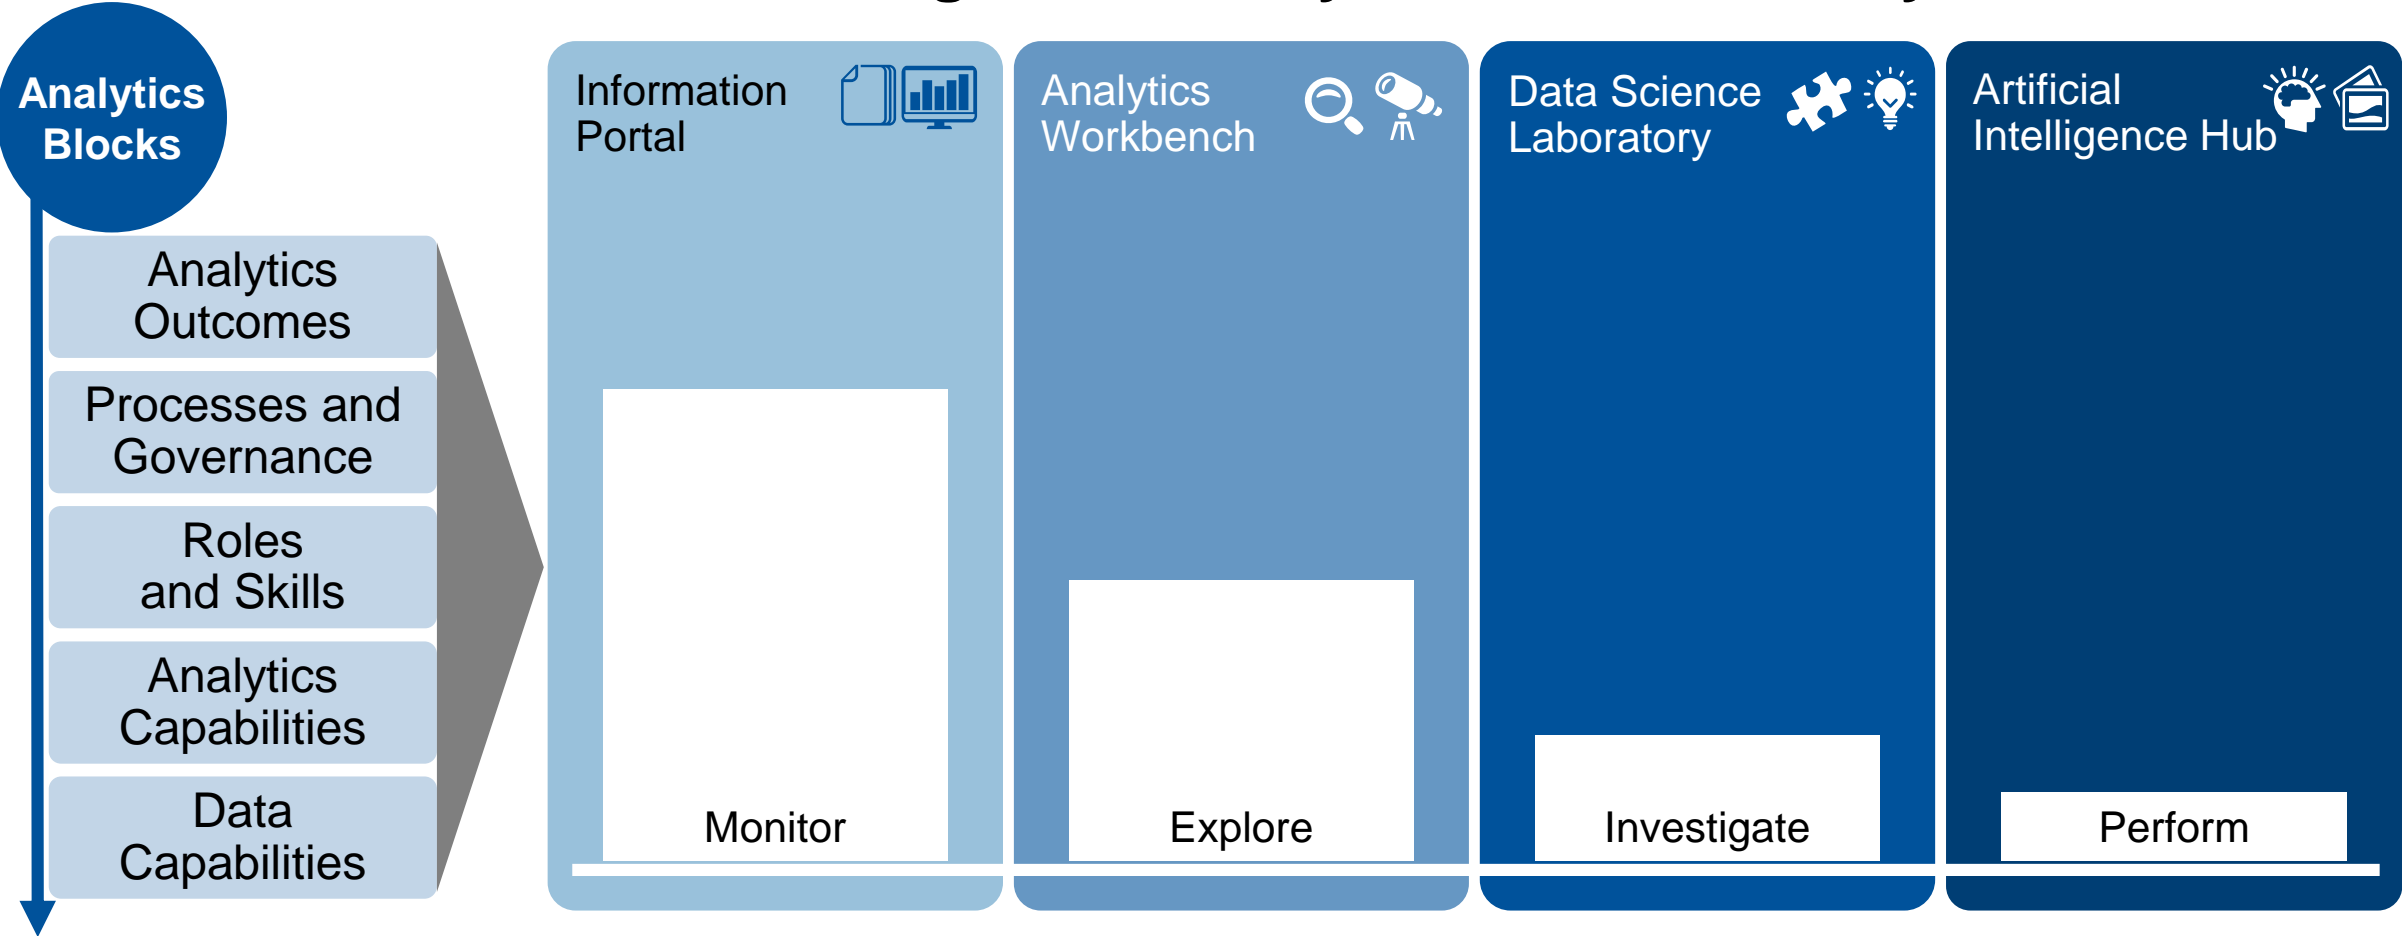 Analytics
Blocks
Analytics
Outcomes
Processes and
Governance
Roles
and Skills
Analytics
Capabilities
Data
Capabilities
Information
Portal
Monitor
Analytics
Workbench
Explore
Data Science
Laboratory
Investigate
Artificial
Intelligence Hub
Perform